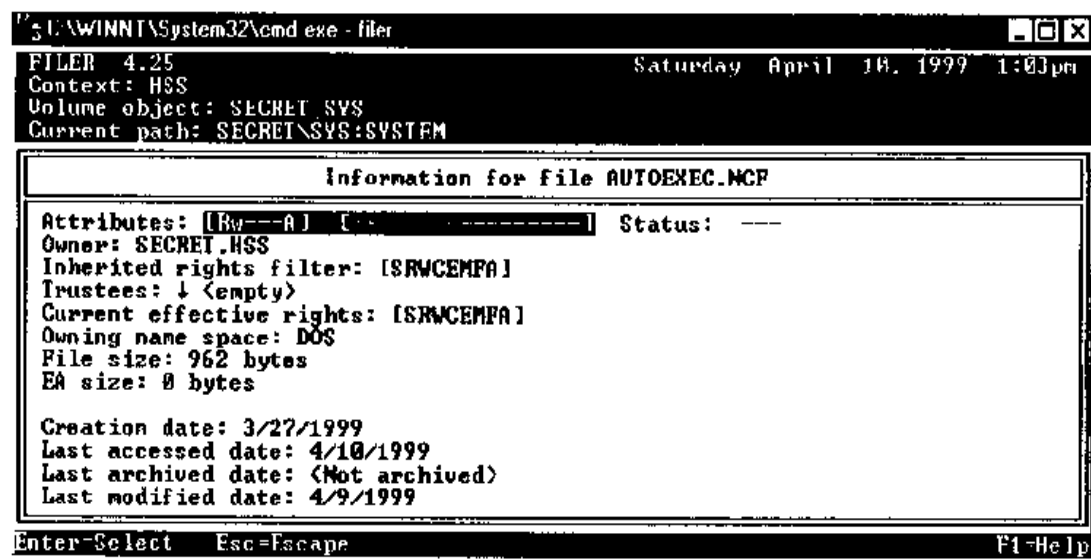 C:\WINNT\System32\cmd exe - filer
FILER 4.25 Saturday April 10, 1999 1:03pm
Context: HSS
Volume object: SECRET_SYS
Current path: SECRET\SYS:SYSTEM
Information for file AUTOEXEC.NCF
Attributes: [Rw---A] [-- -----------] Status: ---
Owner: SECRET.HSS
Inherited rights filter: [SRWCEMFA]
Trustees: ↓ <empty>
Current effective rights: [SRWCEMFA]
Owning name space: DOS
File size: 962 bytes
EA size: 0 bytes
Creation date: 3/27/1999
Last accessed date: 4/10/1999
Last archived date: <Not archived>
Last modified date: 4/9/1999
Enter=Select Esc=Escape F1=Help